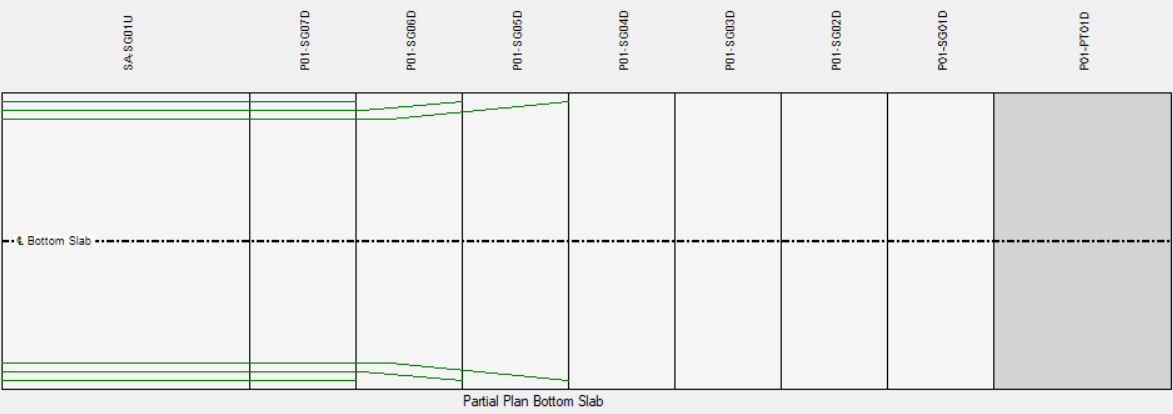 SA-SG01U
P01-SG07D
P01-SG06D
P01-SG05D
P01-SG04D
P01-SG03D
P01-SG02D
P01-SG01D
P01-PT01D
℄ Bottom Slab
Partial Plan Bottom Slab